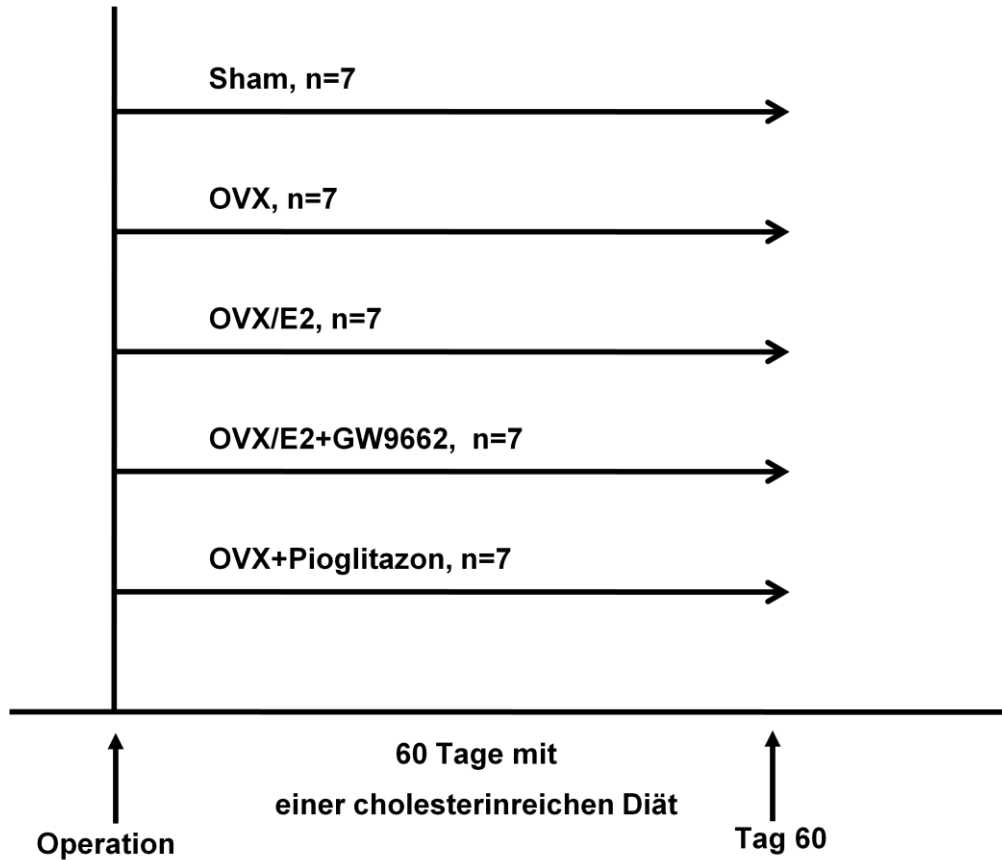 Sham, n=7
OVX, n=7
OVX/E2, n=7
OVX/E2+GW9662, n=7
OVX+Pioglitazon, n=7
60 Tage mit
einer cholesterinreichen Diät
Operation
Tag 60